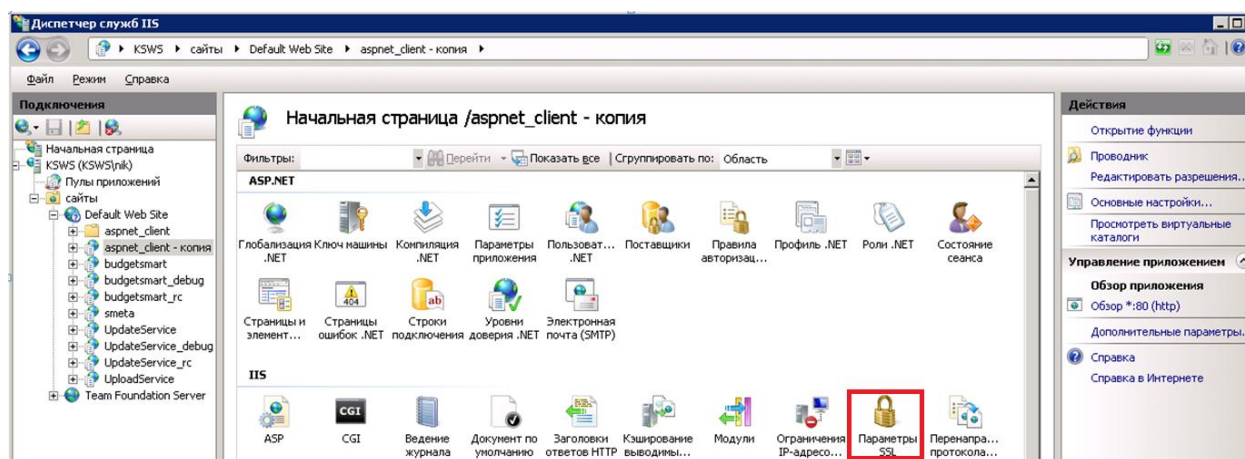 Диспетчер служб IIS
KSWS сайты Default Web Site aspnet_client - копия
Файл Режим Справка
Подключения
Начальная страница
KSWS (KSWS\nik)
Пулы приложений
сайты
Default Web Site
aspnet_client
aspnet_client - копия
budgetsmart
budgetsmart_debug
budgetsmart_rc
smeta
UpdateService
UpdateService_debug
UpdateService_rc
UploadService
Team Foundation Server
Начальная страница /aspnet_client - копия
Фильтры: Перейти Показать все Сгруппировать по: Область
ASP.NET
Глобализация Ключ машины Компиляция Параметры Пользоват... Поставщики Правила Профиль .NET Роли .NET Состояние
.NET .NET приложения .NET авторизац... сеанса
404 ab
Страницы и Страницы Строки Уровни Электронная
элемент... ошибок .NET подключения доверия .NET почта (SMTP)
IIS
CGI
ASP CGI Ведение Документ по Заголовки Кэширование Модули Ограничения Параметры Перенапра...
журнала умолчанию ответов HTTP выводимы... IP-адресо... SSL протокола...
Действия
Открытие функции
Проводник
Редактировать разрешения...
Основные настройки...
Просмотреть виртуальные
каталоги
Управление приложением
Обзор приложения
Обзор *:80 (http)
Дополнительные параметры.
Справка
Справка в Интернете